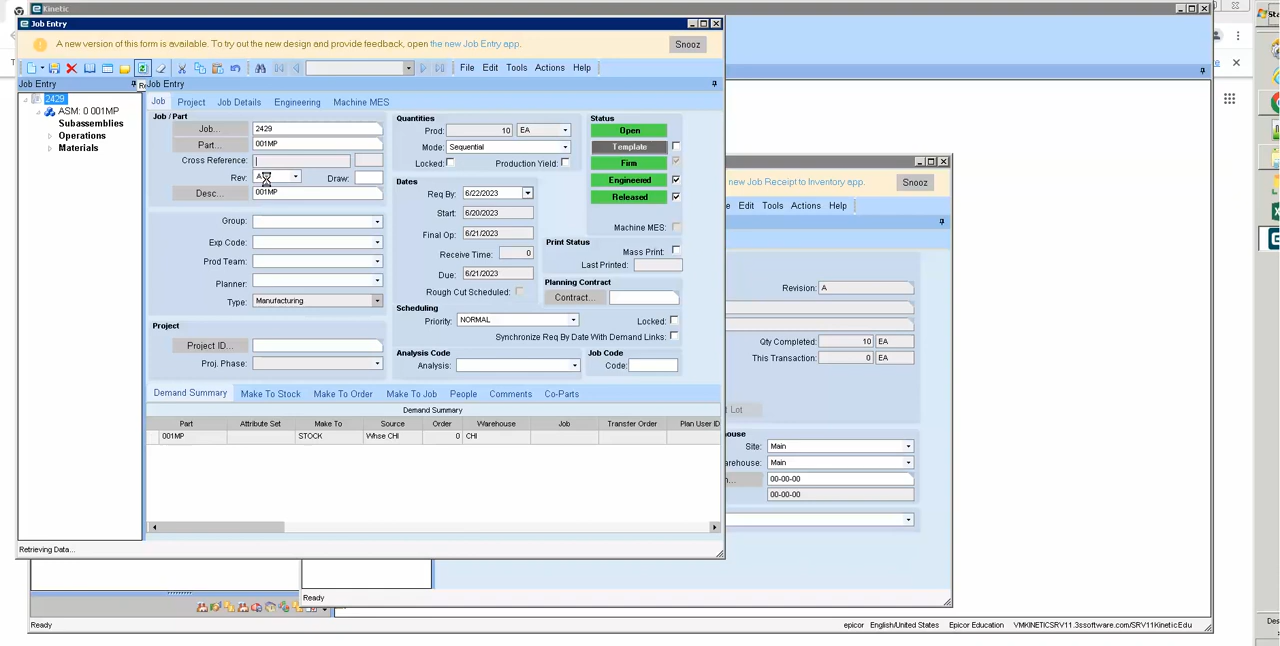 Kinetic
Job Entry
A new version of this form is available. To try out the new design and provide feedback, open the new Job Entry app.
Snooz
File Edit Tools Actions Help
Job Entry
Job Entry
2429
ASM: 0 001MP
Subassemblies
Operations
Materials
Job Project Job Details Engineering Machine MES
Job / Part
Job... 2429
Part... 001MP
Cross Reference:
Rev: Draw:
Desc... 001MP
Group:
Exp Code:
Prod Team:
Planner:
Type: Manufacturing
Project
Project ID...
Proj. Phase:
Quantities
Prod: 10 EA
Mode: Sequential
Locked: Production Yield:
Dates
Req By: 6/22/2023
Start: 6/20/2023
Final Op: 6/21/2023
Receive Time: 0
Due: 6/21/2023
Rough Cut Scheduled:
Scheduling
Priority: NORMAL Locked:
Synchronize Req By Date With Demand Links:
Analysis Code
Analysis:
Job Code
Code:
Status
Open
Template
Firm
Engineered
Released
Machine MES:
Print Status
Mass Print:
Last Printed:
Planning Contract
Contract...
Demand Summary Make To Stock Make To Order Make To Job People Comments Co-Parts
Demand Summary
Part Attribute Set Make To Source Order Warehouse Job Transfer Order Plan User ID
001MP STOCK Whse CHI 0 CHI
Retrieving Data...
new Job Receipt to Inventory app.
Snooz
Edit Tools Actions Help
Revision: A
Qty Completed: 10 EA
This Transaction: 0 EA
Lot
Site: Main
Main
00-00-00
00-00-00
Ready
Ready
epicor English/United States Epicor Education VMKINETICSRV11.3ssoftware.com/SRV11KineticEdu